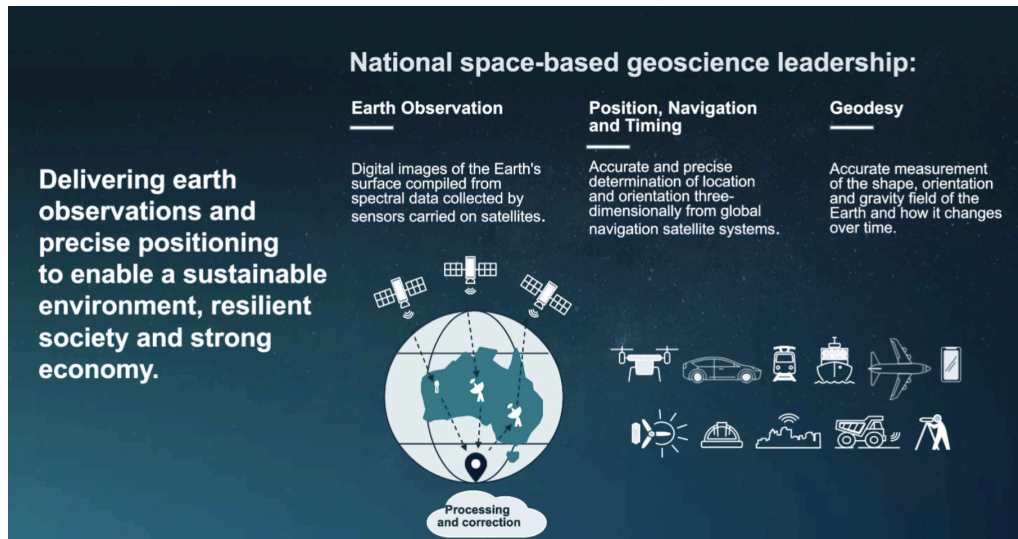 National space-based geoscience leadership:
Delivering earth
observations and
precise positioning
to enable a sustainable
environment, resilient
society and strong
economy.
Earth Observation
Digital images of the Earth's
surface compiled from
spectral data collected by
sensors carried on satellites.
Position, Navigation
and Timing
Accurate and precise
determination of location
and orientation three-
dimensionally from global
navigation satellite systems.
Geodesy
Accurate measurement
of the shape, orientation
and gravity field of the
Earth and how it changes
over time.
Processing
and correction